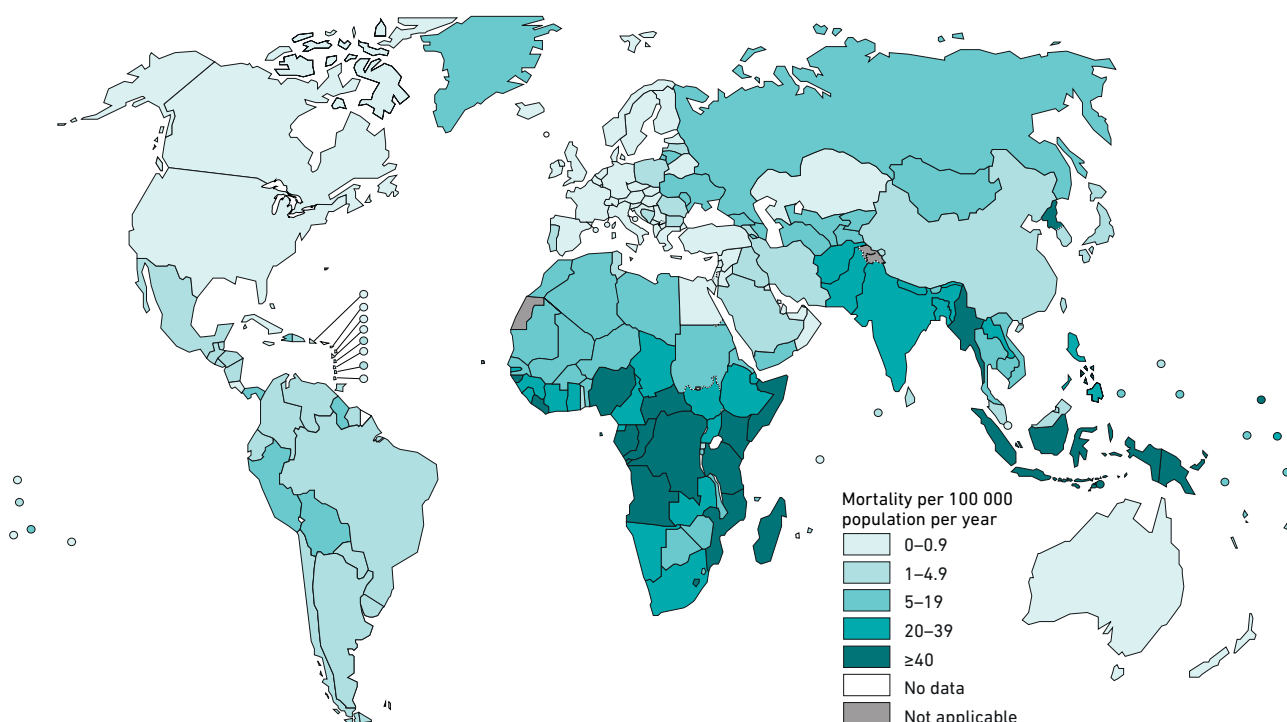 Mortality per 100 000
population per year
0–0.9
1–4.9
5–19
20–39
≥40
No data
Not applicable